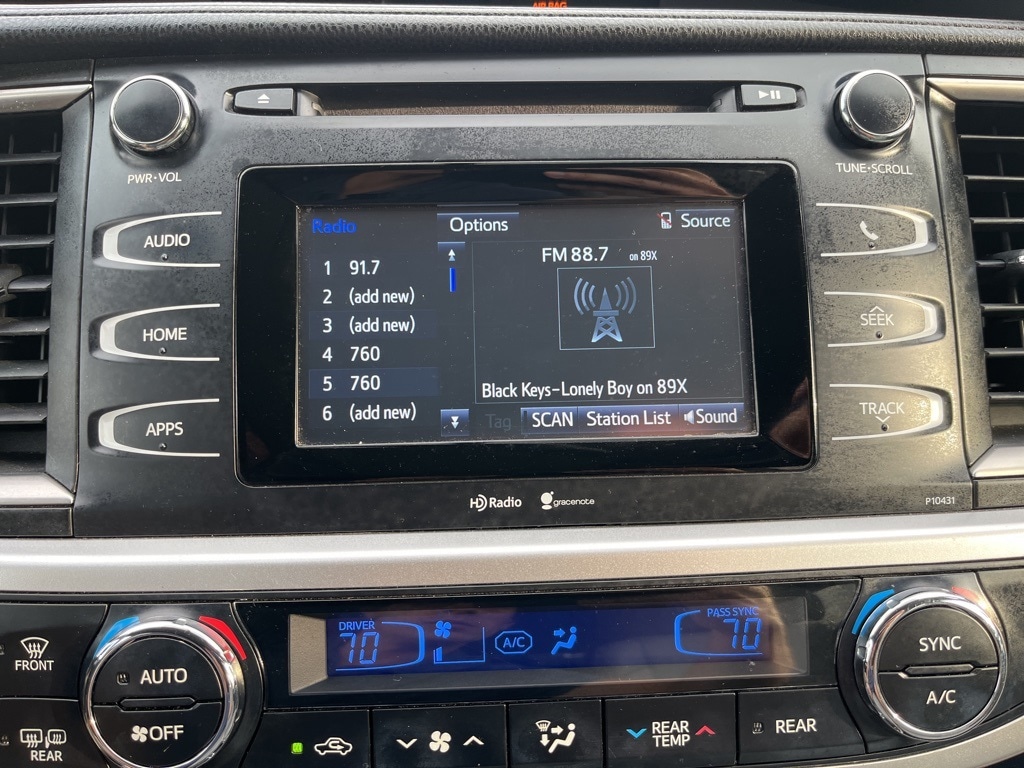 AIR BAG
PWR·VOL
TUNE·SCROLL
AUDIO
HOME
APPS
SEEK
TRACK
Radio
Options
Source
1 91.7
2 (add new)
3 (add new)
4 760
5 760
6 (add new)
FM 88.7 on 89X
Black Keys-Lonely Boy on 89X
Tag
SCAN
Station List
Sound
HD Radio
gracenote
P10431
FRONT
REAR
AUTO
OFF
DRIVER
70
A/C
PASS SYNC
70
REAR
TEMP
REAR
SYNC
A/C